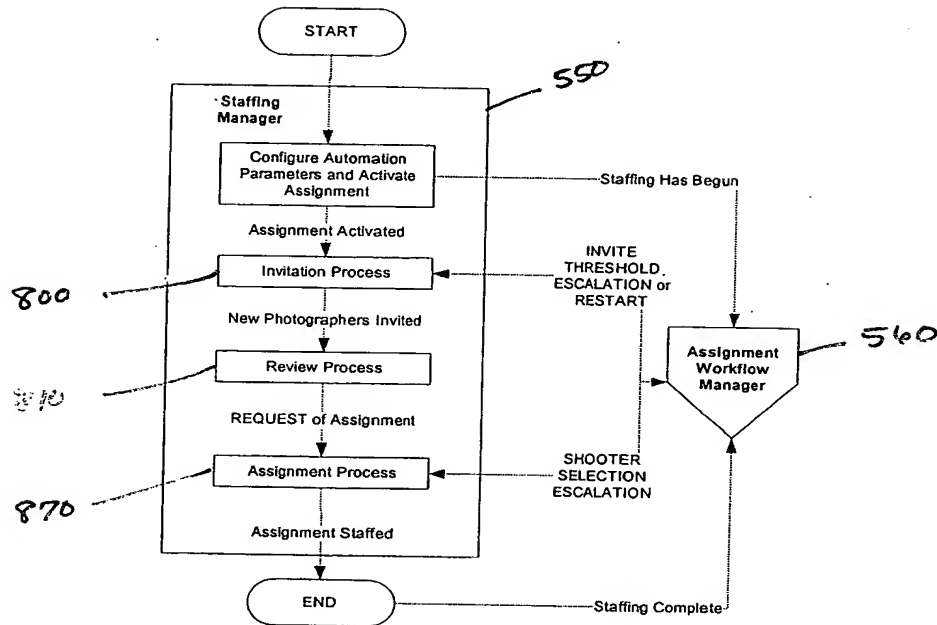 START
550
Staffing
Manager
Configure Automation
Parameters and Activate
Assignment
Staffing Has Begun
Assignment Activated
INVITE
THRESHOLD
ESCALATION or
RESTART
800
Invitation Process
New Photographers Invited
560
Assignment
Workflow
Manager
Review Process
REQUEST of Assignment
SHOOTER
SELECTION
ESCALATION
870
Assignment Process
Assignment Staffed
END
Staffing Complete